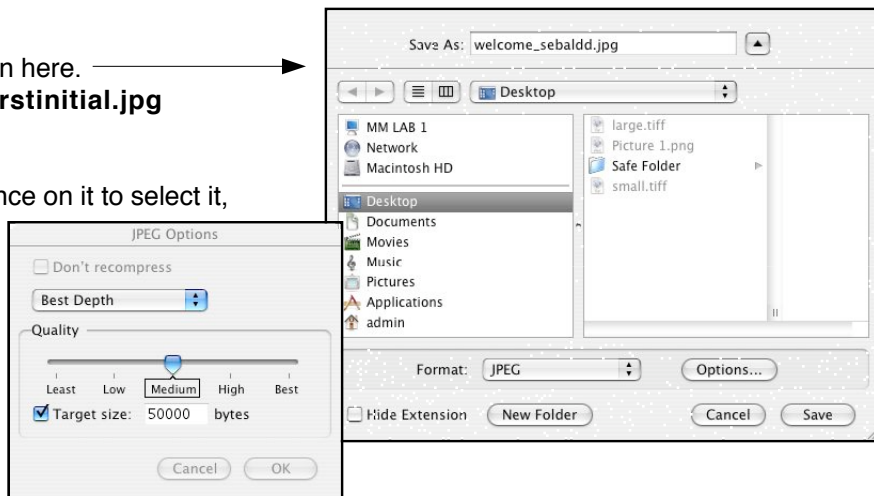 n here.
rstinitial.jpg
nce on it to select it,
Save As: welcome_sebaldd.jpg
Desktop
MM LAB 1
Network
Macintosh HD
Desktop
Documents
Movies
Music
Pictures
Applications
admin
large.tiff
Picture 1.png
Safe Folder
small.tiff
Format: JPEG Options...
Hide Extension New Folder Cancel Save
JPEG Options
Don't recompress
Best Depth
Quality
Least Low Medium High Best
Target size: 50000 bytes
Cancel OK